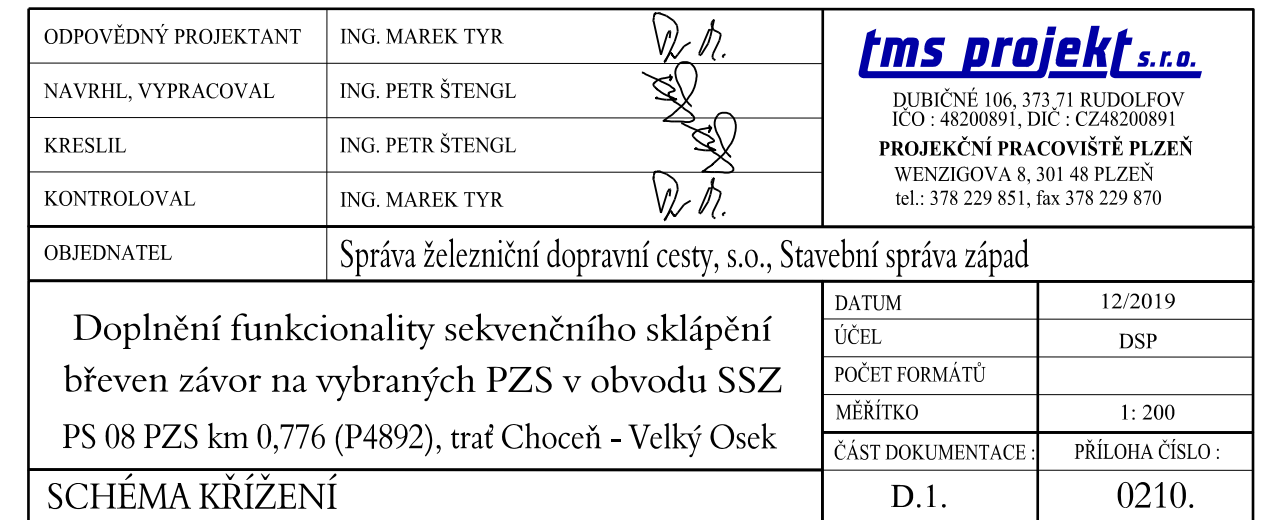 ODPOVĚDNÝ PROJEKTANT ING. MAREK TYR
NAVRHL, VYPRACOVAL ING. PETR ŠTENGL
KRESLIL ING. PETR ŠTENGL
KONTROLOVAL ING. MAREK TYR
tms projekt s.r.o.
DUBIČNÉ 106, 373 71 RUDOLFOV
IČO : 48200891, DIČ : CZ48200891
PROJEKČNÍ PRACOVIŠTĚ PLZEŇ
WENZIGOVA 8, 301 48 PLZEŇ
tel.: 378 229 851, fax 378 229 870
OBJEDNATEL Správa železniční dopravní cesty, s.o., Stavební správa západ
Doplnění funkcionality sekvenčního sklápění
břeven závor na vybraných PZS v obvodu SSZ
PS 08 PZS km 0,776 (P4892), trať Choceň - Velký Osek
DATUM 12/2019
ÚČEL DSP
POČET FORMÁTŮ
MĚŘÍTKO 1: 200
ČÁST DOKUMENTACE : PŘÍLOHA ČÍSLO :
SCHÉMA KŘÍŽENÍ D.1. 0210.